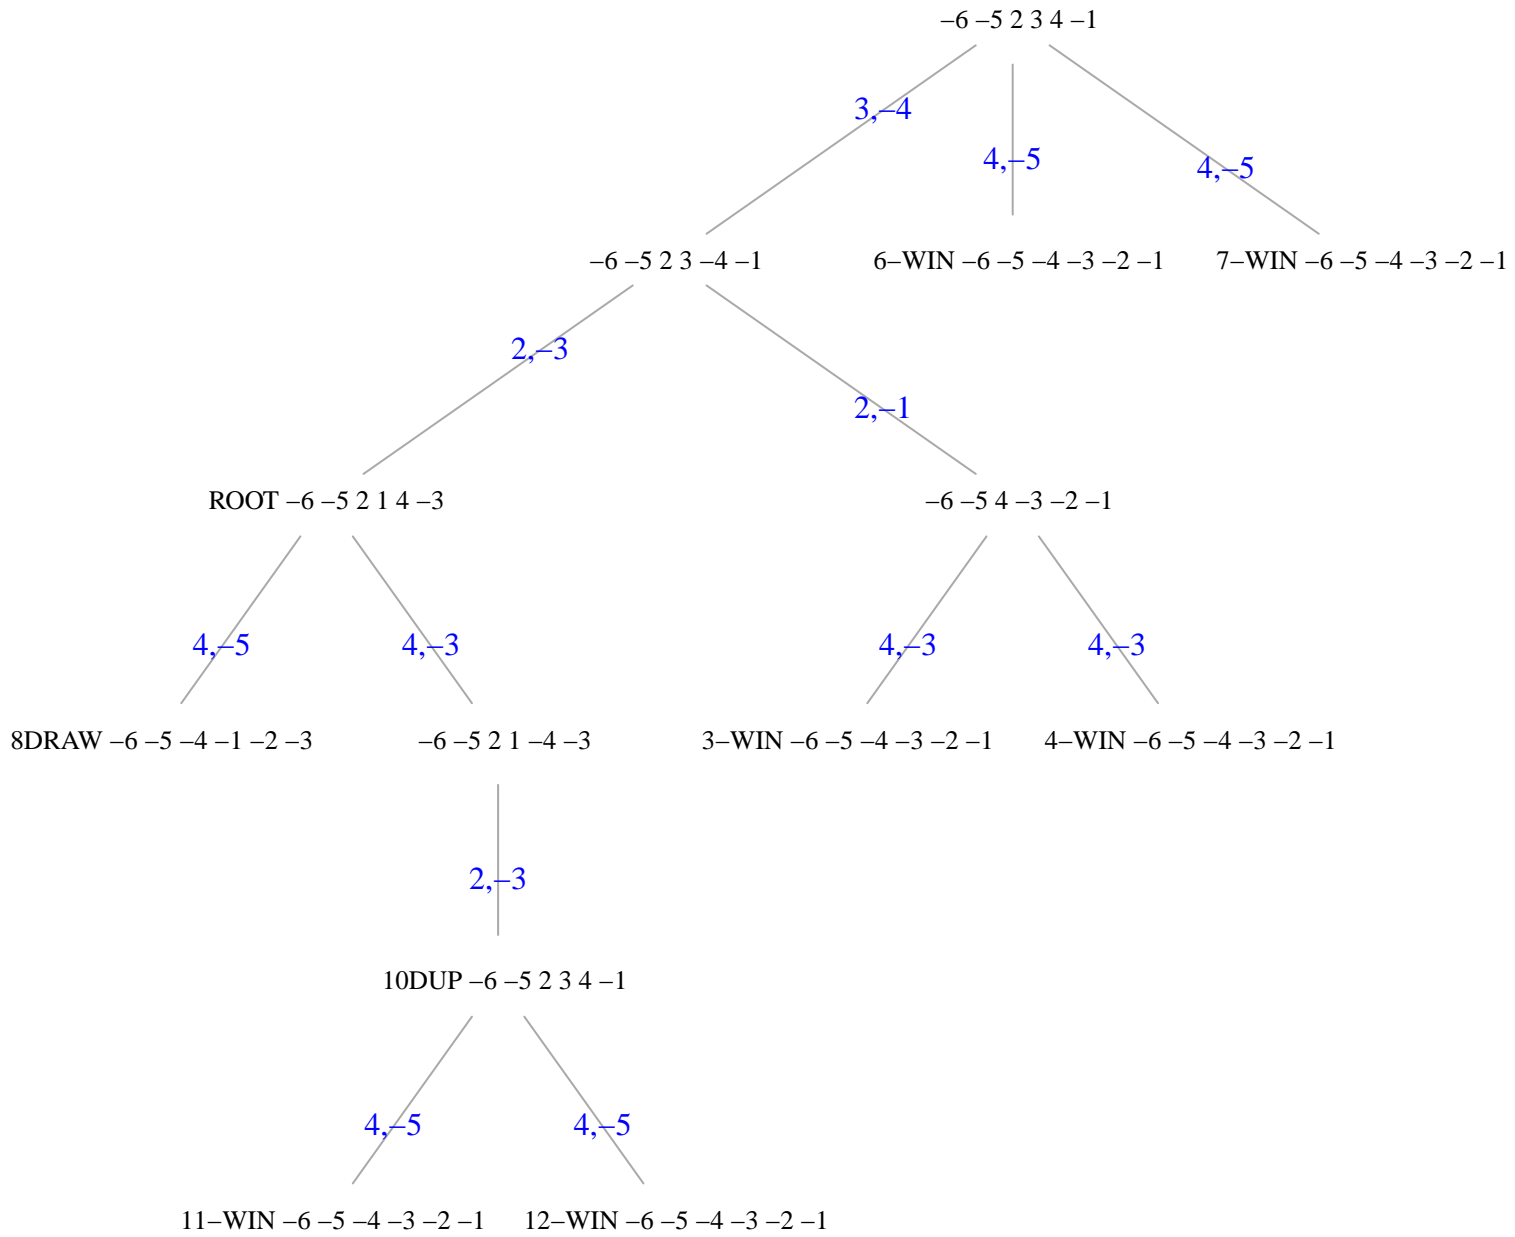 –6 –5 2 3 4 –1
3,–4
4,–5
4,–5
–6 –5 2 3 –4 –1
6–WIN –6 –5 –4 –3 –2 –1
7–WIN –6 –5 –4 –3 –2 –1
2,–3
2,–1
ROOT –6 –5 2 1 4 –3
–6 –5 4 –3 –2 –1
4,–5
4,–3
4,–3
4,–3
8DRAW –6 –5 –4 –1 –2 –3
–6 –5 2 1 –4 –3
3–WIN –6 –5 –4 –3 –2 –1
4–WIN –6 –5 –4 –3 –2 –1
2,–3
10DUP –6 –5 2 3 4 –1
4,–5
4,–5
11–WIN –6 –5 –4 –3 –2 –1
12–WIN –6 –5 –4 –3 –2 –1